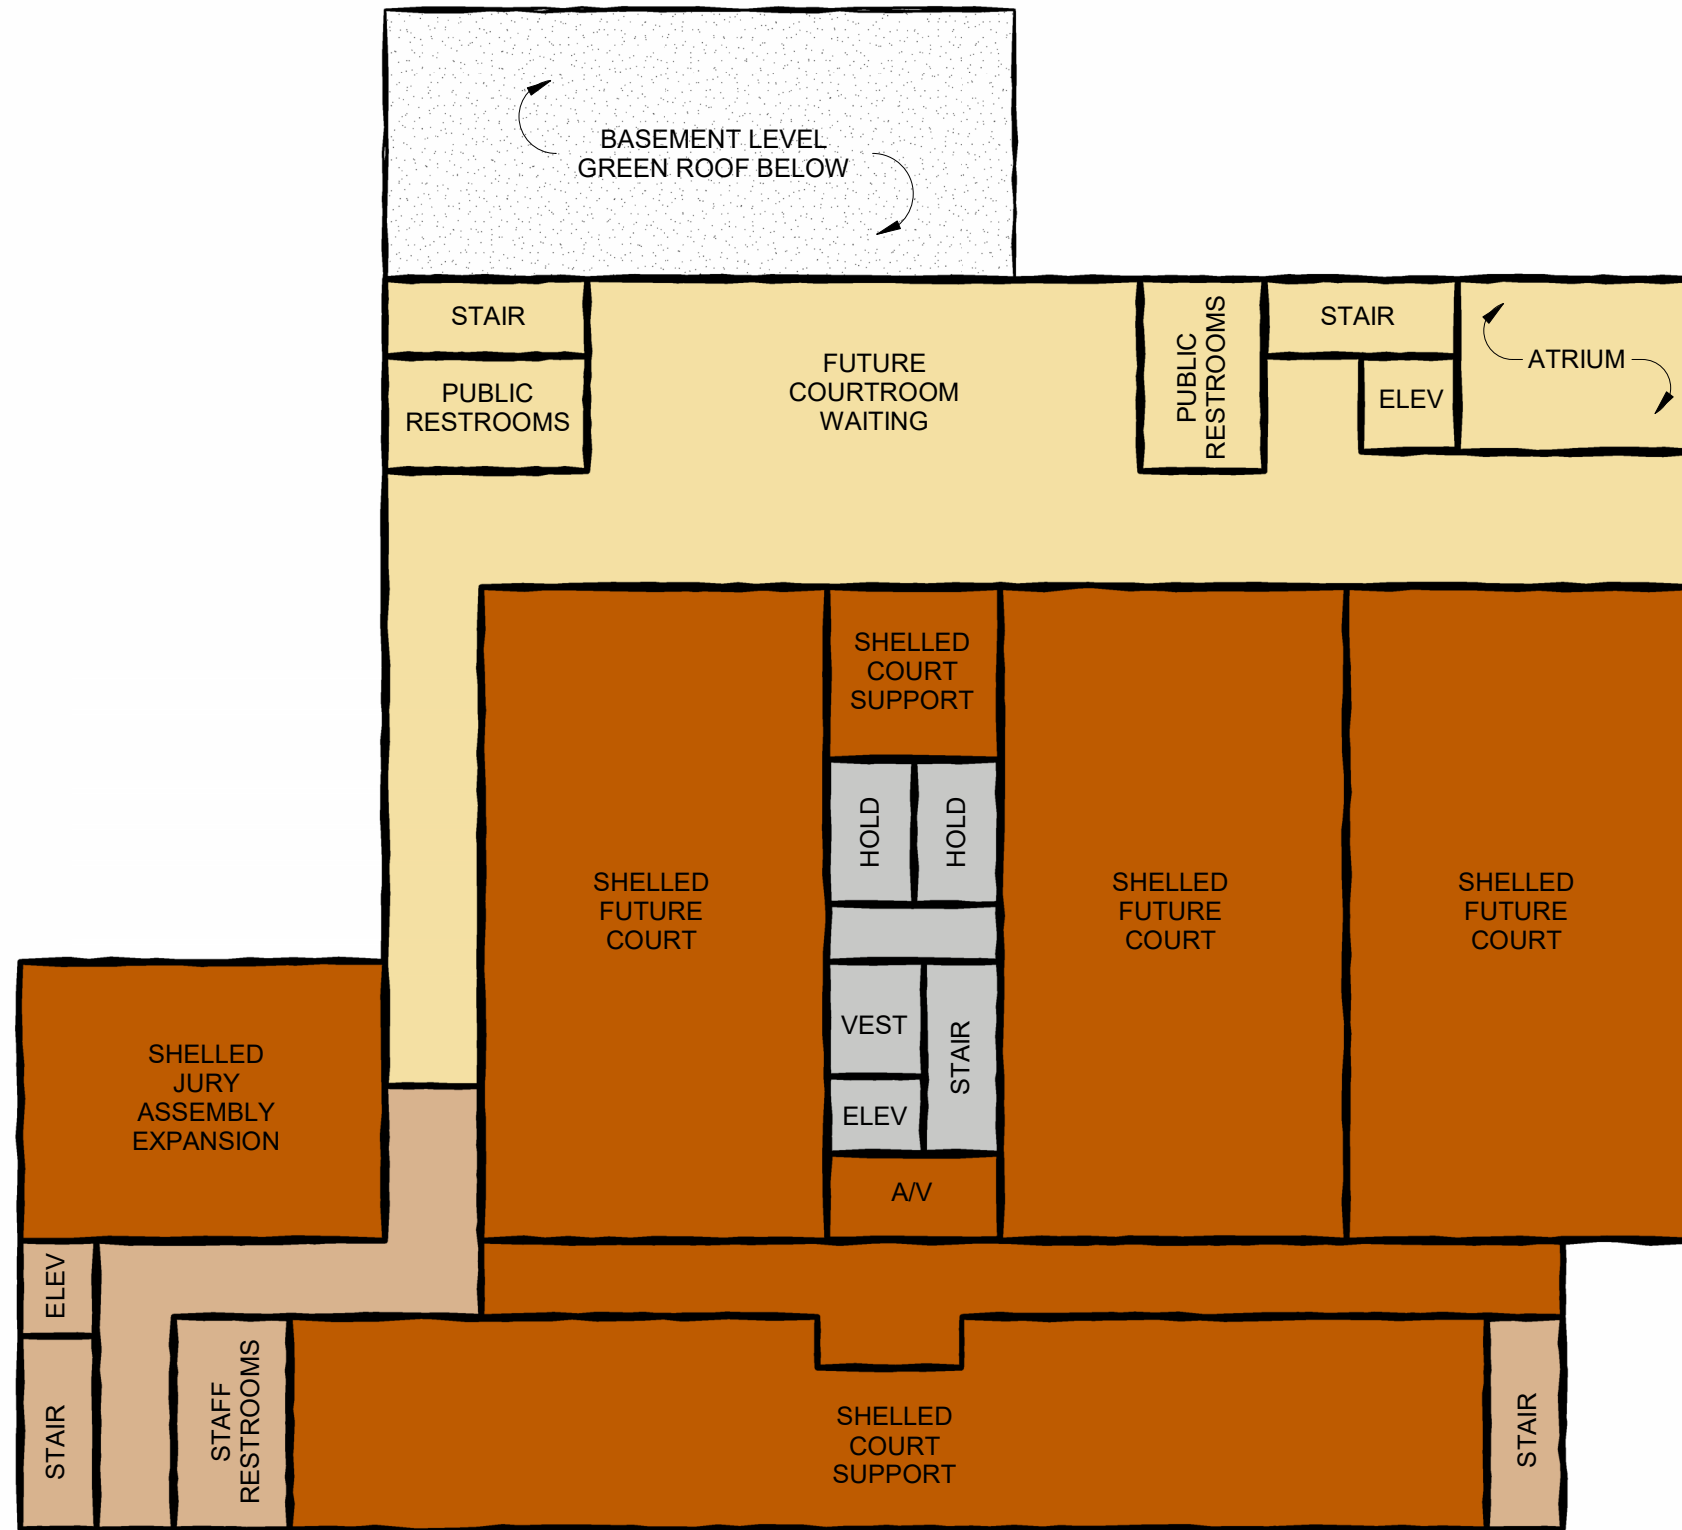 BASEMENT LEVEL
GREEN ROOF BELOW
STAIR
PUBLIC
RESTROOMS
FUTURE
COURTROOM
WAITING
PUBLIC
RESTROOMS
STAIR
ELEV
ATRIUM
SHELLED
COURT
SUPPORT
HOLD
HOLD
SHELLED
FUTURE
COURT
SHELLED
FUTURE
COURT
SHELLED
FUTURE
COURT
VEST
STAIR
ELEV
A/V
SHELLED
JURY
ASSEMBLY
EXPANSION
ELEV
STAIR
STAFF
RESTROOMS
SHELLED
COURT
SUPPORT
STAIR